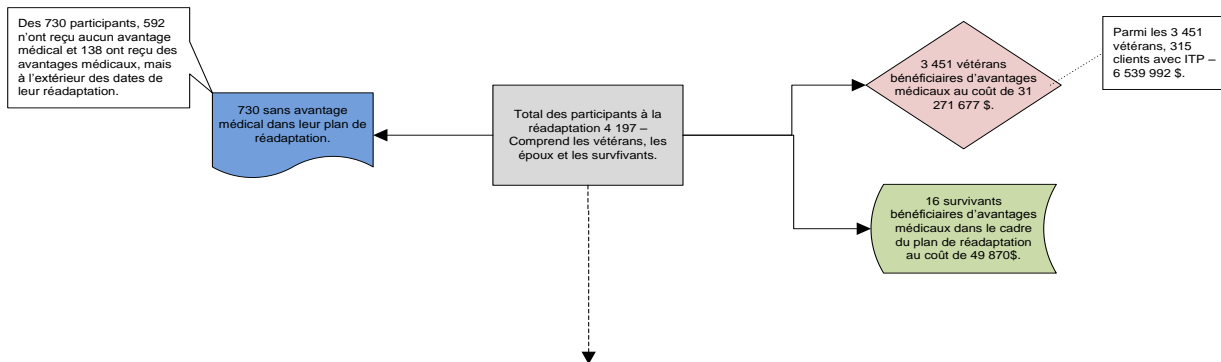 Des 730 participants, 592
n'ont reçu aucun avantage
médical et 138 ont reçu des
avantages médicaux, mais
à l'extérieur des dates de
leur réadaptation.
730 sans avantage
médical dans leur plan de
réadaptation.
Total des participants à la
réadaptation 4 197 –
Comprend les vétérans, les
époux et les survfivants.
3 451 vétérans
bénéficiaires d'avantages
médicaux au coût de 31
271 677 $.
Parmi les 3 451
vétérans, 315
clients avec ITP –
6 539 992 $.
16 survivants
bénéficiaires d'avantages
médicaux dans le cadre
du plan de réadaptation
au coût de 49 870$.